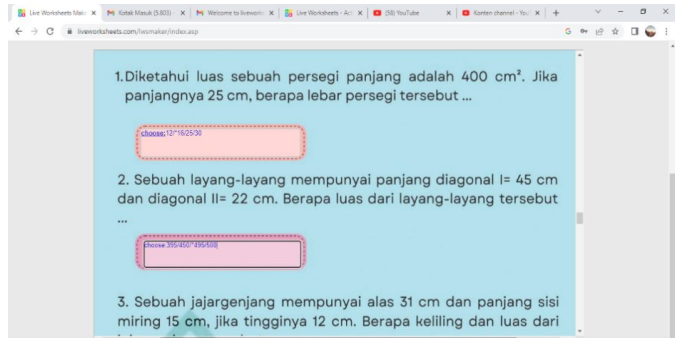 Live Worksheets Make
Kotak Masuk (5.803)
Welcome to liveworks
Live Worksheets - Act
(50) YouTube
Konten channel - You
liveworksheets.com/lwsmaker/index.asp
1.Diketahui luas sebuah persegi panjang adalah 400 cm². Jika
panjangnya 25 cm, berapa lebar persegi tersebut ...
choose:12/*16/25/30
2. Sebuah layang-layang mempunyai panjang diagonal I= 45 cm
dan diagonal II= 22 cm. Berapa luas dari layang-layang tersebut
...
choose:395/450/*495/500
3. Sebuah jajargenjang mempunyai alas 31 cm dan panjang sisi
miring 15 cm, jika tingginya 12 cm. Berapa keliling dan luas dari